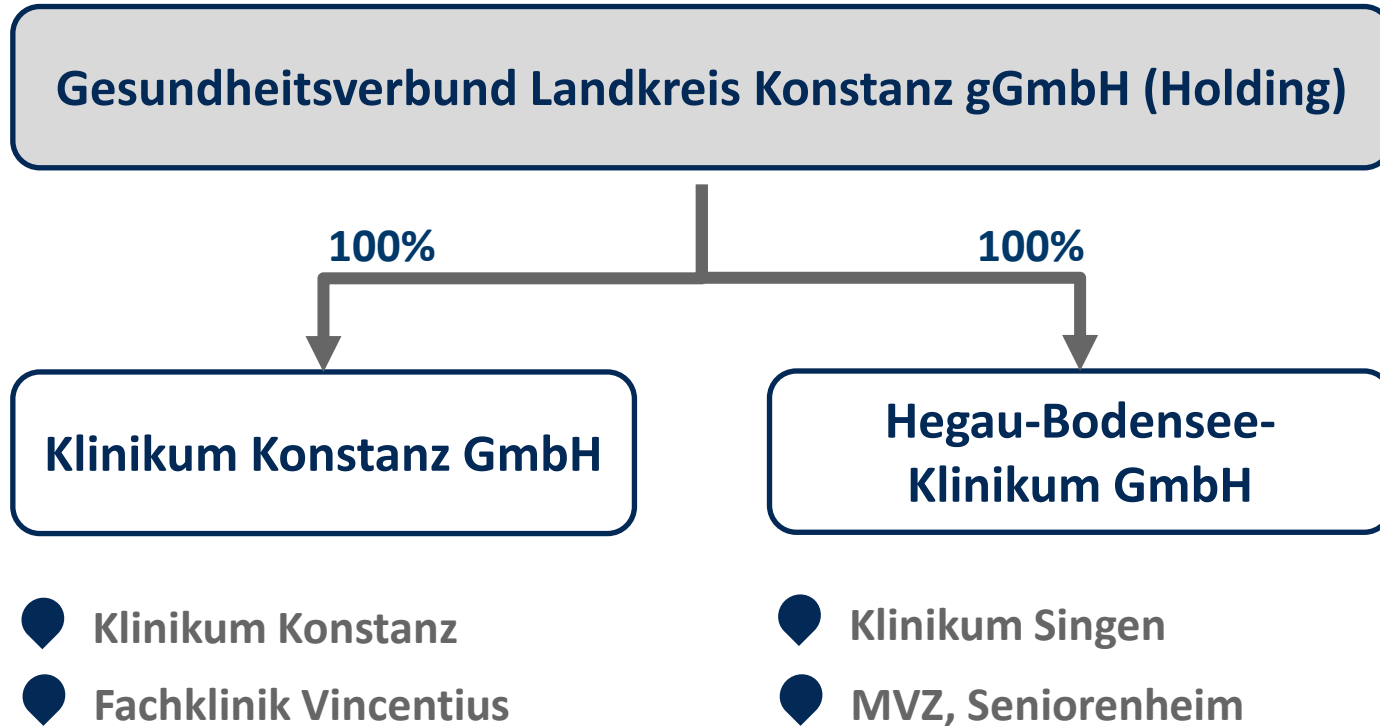 Gesundheitsverbund Landkreis Konstanz gGmbH (Holding)
100%
100%
Klinikum Konstanz GmbH
Hegau-Bodensee-
Klinikum GmbH
Klinikum Konstanz
Fachklinik Vincentius
Klinikum Singen
MVZ, Seniorenheim